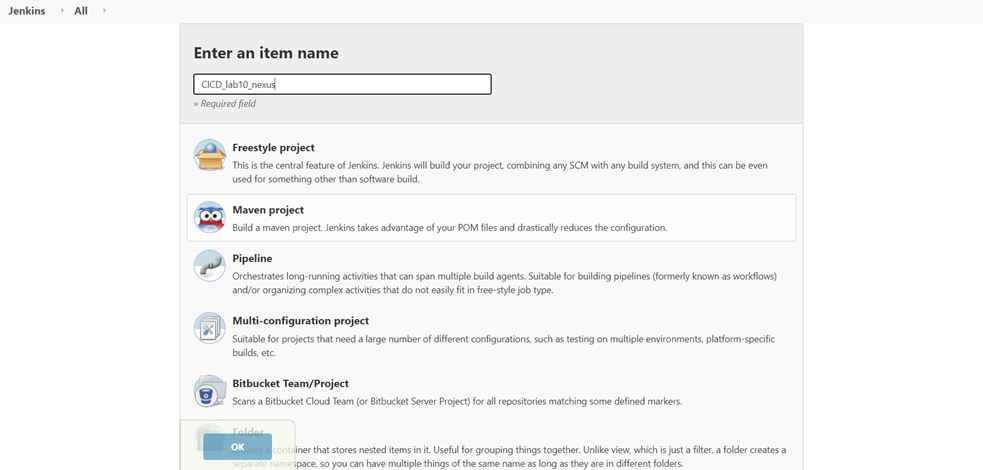 Jenkins All
Enter an item name
CICD_lab10_nexus
» Required field
Freestyle project
This is the central feature of Jenkins. Jenkins will build your project, combining any SCM with any build system, and this can be even
used for something other than software build.
Maven project
Build a maven project. Jenkins takes advantage of your POM files and drastically reduces the configuration.
Pipeline
Orchestrates long-running activities that can span multiple build agents. Suitable for building pipelines (formerly known as workflows)
and/or organizing complex activities that do not easily fit in free-style job type.
Multi-configuration project
Suitable for projects that need a large number of different configurations, such as testing on multiple environments, platform-specific
builds, etc.
Bitbucket Team/Project
Scans a Bitbucket Cloud Team (or Bitbucket Server Project) for all repositories matching some defined markers.
Folder
OK
a container that stores nested items in it. Useful for grouping things together. Unlike view, which is just a filter, a folder creates a
separate namespace, so you can have multiple things of the same name as long as they are in different folders.